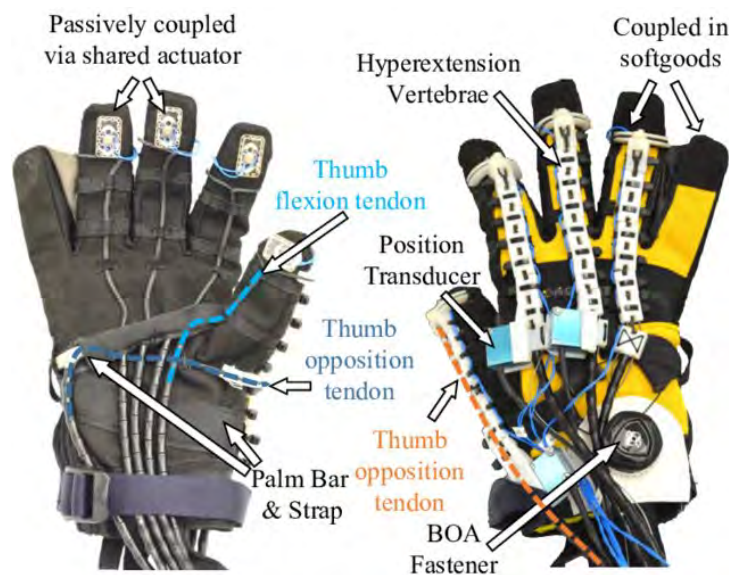 Passively coupled
via shared actuator
Coupled in
softgoods
Hyperextension
Vertebrae
Thumb
flexion tendon
Position
Transducer
Thumb
opposition
tendon
Palm Bar
& Strap
Thumb
opposition
tendon
BOA
Fastener